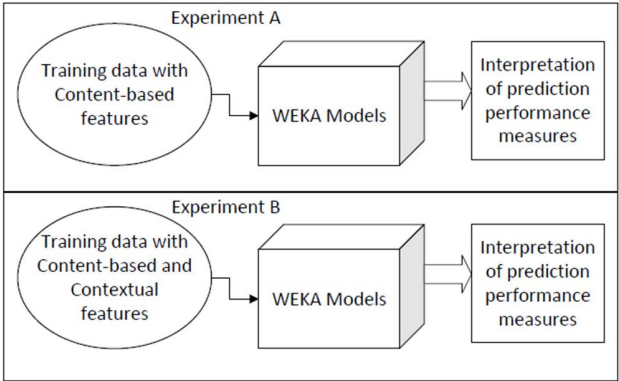 Experiment A
Training data with
Content-based
features
WEKA Models
Interpretation
of prediction
performance
measures
Experiment B
Training data with
Content-based and
Contextual
features
WEKA Models
Interpretation
of prediction
performance
measures